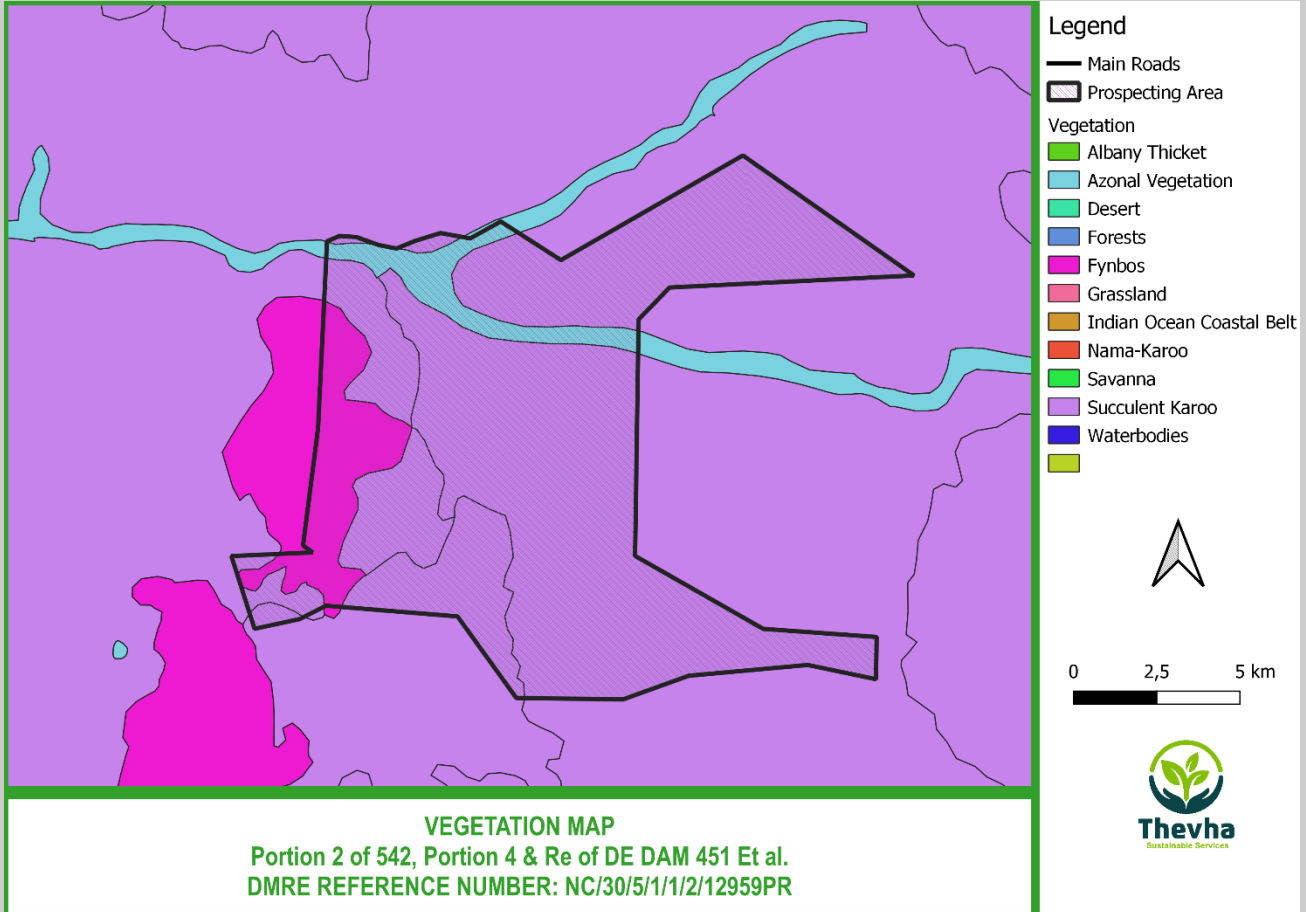 Legend
Main Roads
Prospecting Area
Vegetation
Albany Thicket
Azonal Vegetation
Desert
Forests
Fynbos
Grassland
Indian Ocean Coastal Belt
Nama-Karoo
Savanna
Succulent Karoo
Waterbodies
0 2,5 5 km
Thevha
Sustainable Services
VEGETATION MAP
Portion 2 of 542, Portion 4 & Re of DE DAM 451 Et al.
DMRE REFERENCE NUMBER: NC/30/5/1/1/2/12959PR